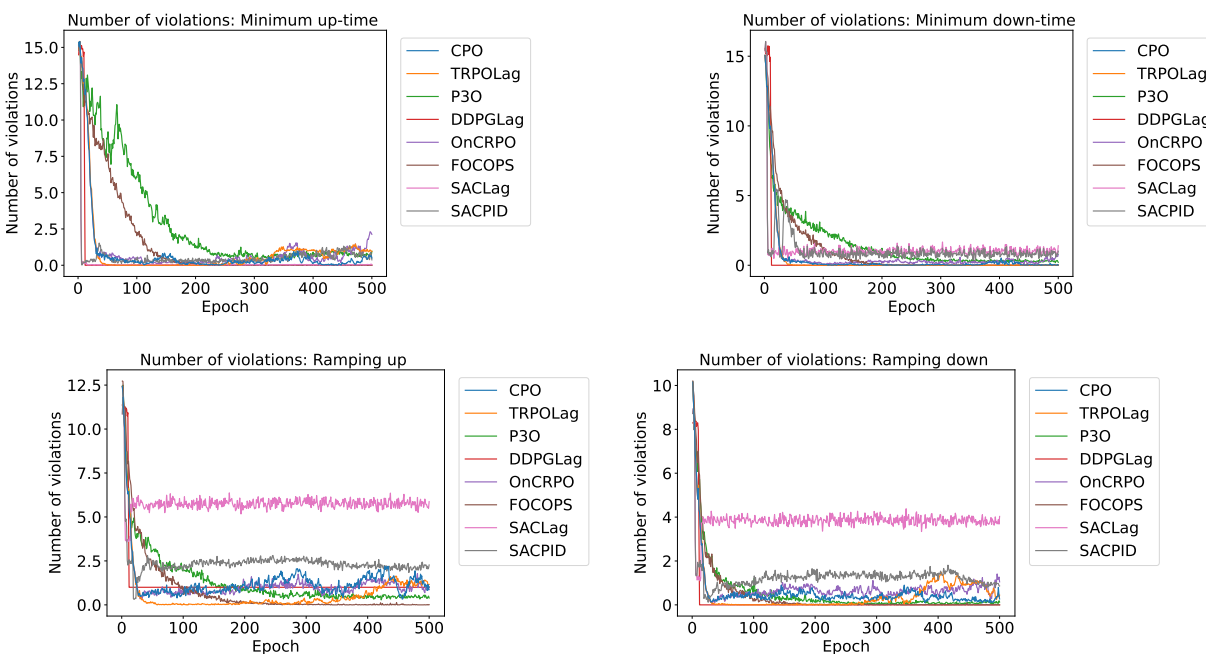 Number of violations: Minimum up-time
Number of violations
15.0
12.5
10.0
7.5
5.0
2.5
0.0
0
100
200
300
400
500
Epoch
CPO
TRPOLag
P3O
DDPGLag
OnCRPO
FOCOPS
SACLag
SACPID
Number of violations: Minimum down-time
Number of violations
15
10
5
0
0
100
200
300
400
500
Epoch
CPO
TRPOLag
P3O
DDPGLag
OnCRPO
FOCOPS
SACLag
SACPID
Number of violations: Ramping up
Number of violations
12.5
10.0
7.5
5.0
2.5
0.0
0
100
200
300
400
500
Epoch
CPO
TRPOLag
P3O
DDPGLag
OnCRPO
FOCOPS
SACLag
SACPID
Number of violations: Ramping down
Number of violations
10
8
6
4
2
0
0
100
200
300
400
500
Epoch
CPO
TRPOLag
P3O
DDPGLag
OnCRPO
FOCOPS
SACLag
SACPID